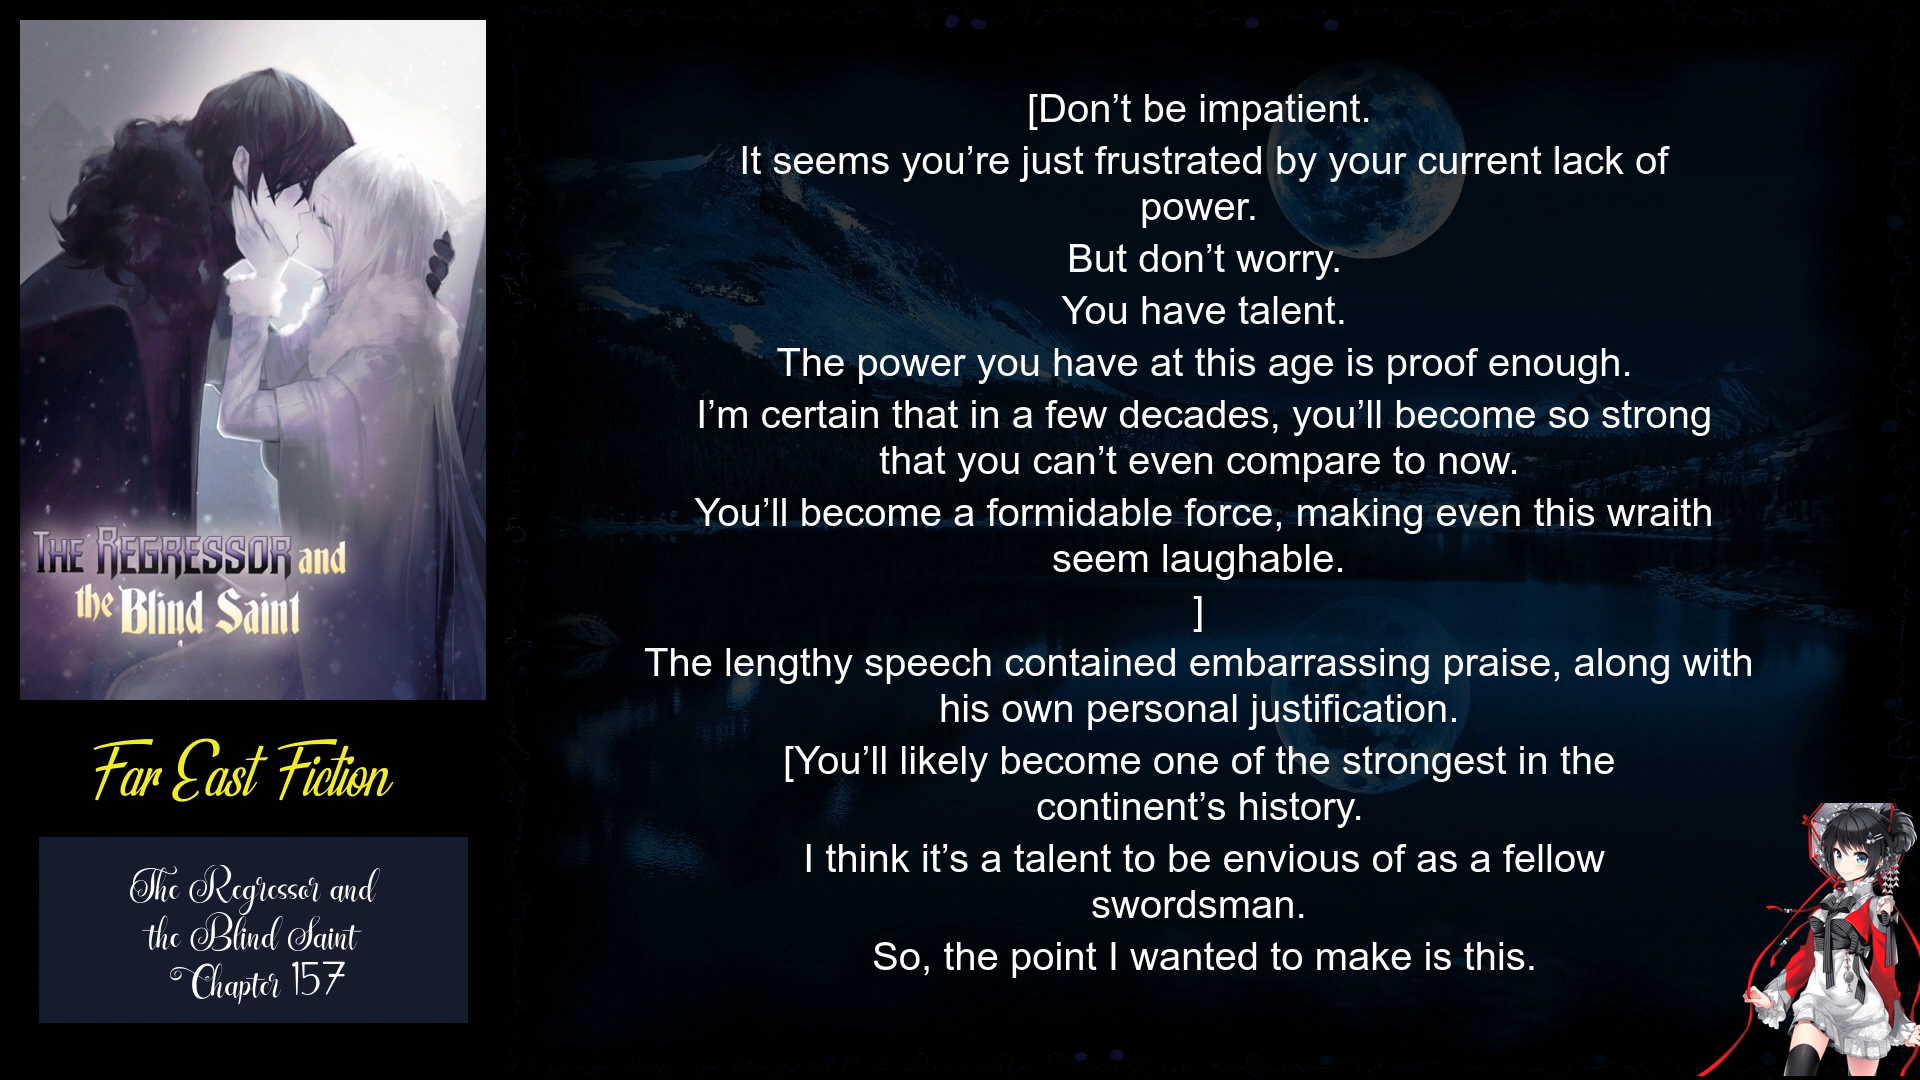 THE REGRESSOR and
the Blind Saint
Far East Fiction
The Regressor and
the Blind Saint
Chapter 157
[Don’t be impatient.
It seems you’re just frustrated by your current lack of
power.
But don’t worry.
You have talent.
The power you have at this age is proof enough.
I’m certain that in a few decades, you’ll become so strong
that you can’t even compare to now.
You’ll become a formidable force, making even this wraith
seem laughable.
]
The lengthy speech contained embarrassing praise, along with
his own personal justification.
[You’ll likely become one of the strongest in the
continent’s history.
I think it’s a talent to be envious of as a fellow
swordsman.
So, the point I wanted to make is this.